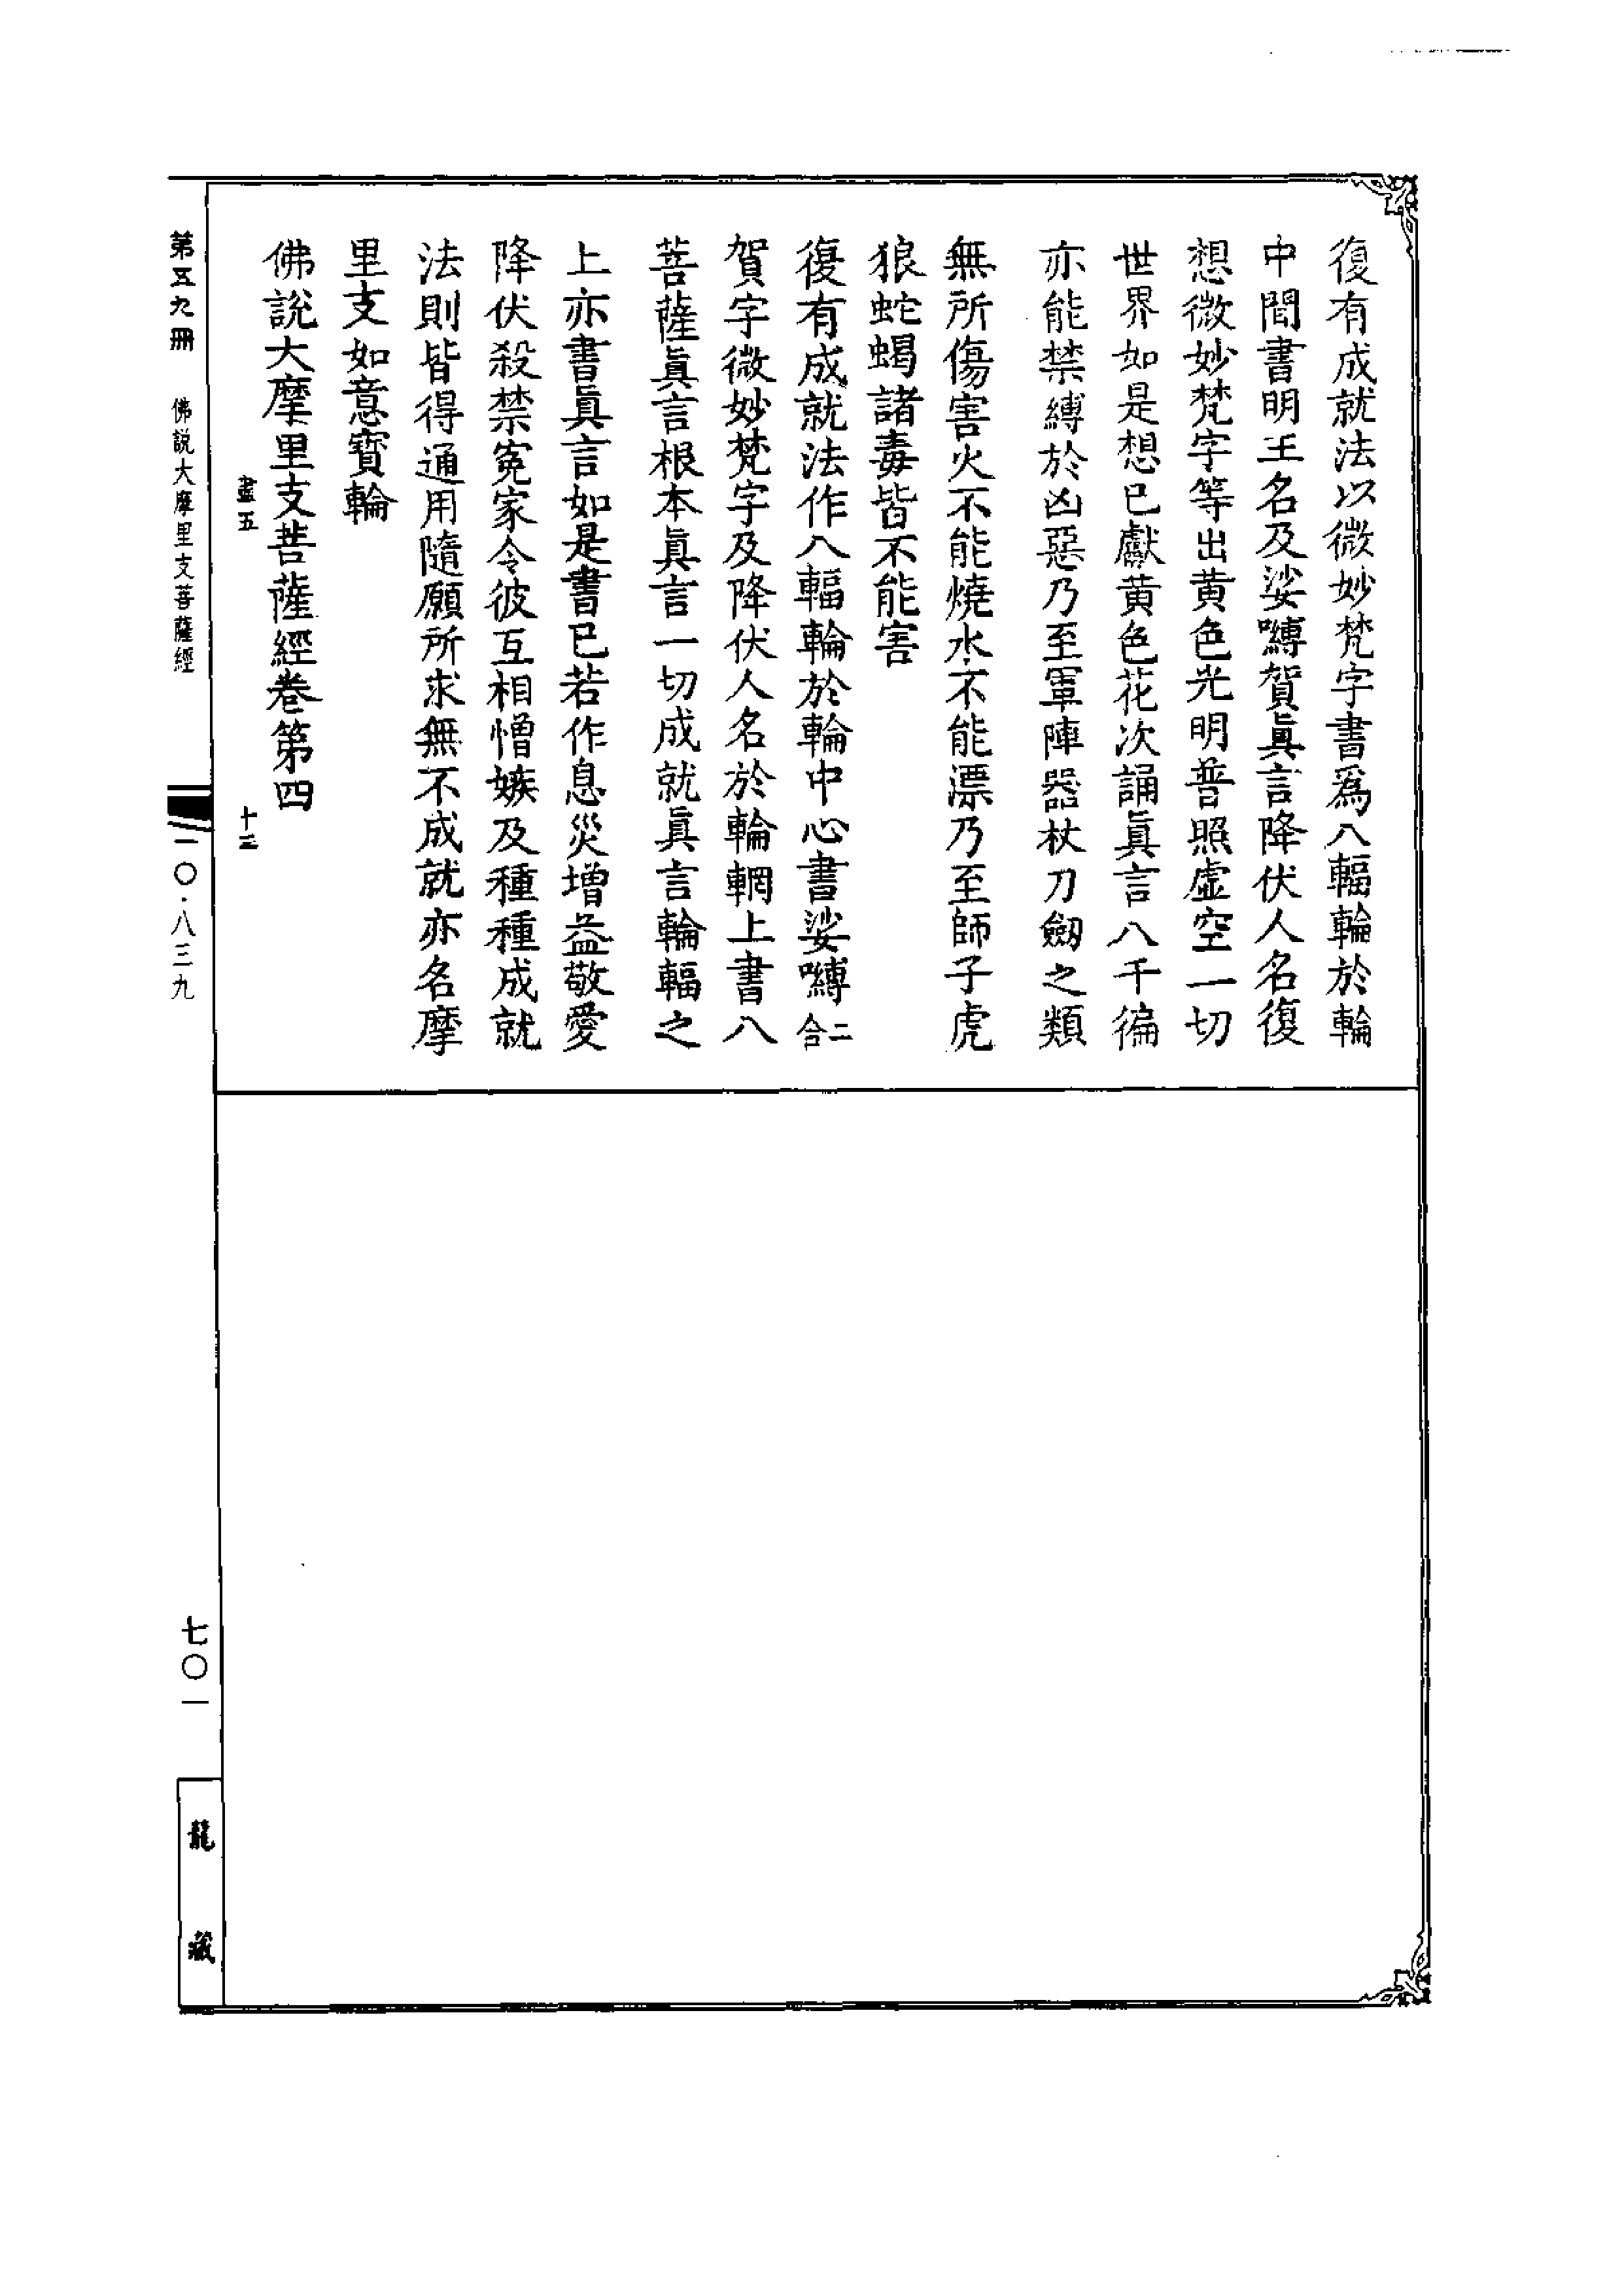 復有成就法以微妙梵字書爲八輻輪於輪
中間書明王名及娑嚩賀眞言降伏人名復
想微妙梵字等出黄色光明普照虚空一切
世界如是想已獻黄色花次誦眞言八千徧
亦能禁縛於凶惡乃至軍陣器杖刀劒之類
無所傷害火不能燒水不能漂乃至師子虎
狼蛇蝎諸毒皆不能害
復有成就法作八輻輪於輪中心書娑嚩二合
賀字微妙梵字及降伏人名於輪輞上書八
菩薩眞言根本眞言一切成就眞言輪輻之
上亦書眞言如是書已若作息災增益敬愛
降伏殺禁寃家令彼互相憎嫉及種種成就
法則皆得通用隨願所求無不成就亦名摩
里支如意寶輪
佛說大摩里支菩薩經卷第四
盡五 十三
第五九冊 佛說大摩里支菩薩經 一〇·八三九 七〇一
龍藏